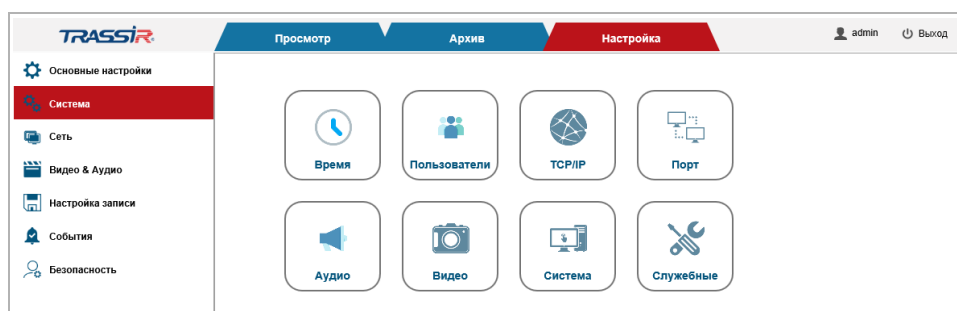 TRASSIR
Просмотр
Архив
Настройка
admin
Выход
Основные настройки
Система
Сеть
Видео & Аудио
Настройка записи
События
Безопасность
Время
Пользователи
TCP/IP
Порт
Аудио
Видео
Система
Служебные